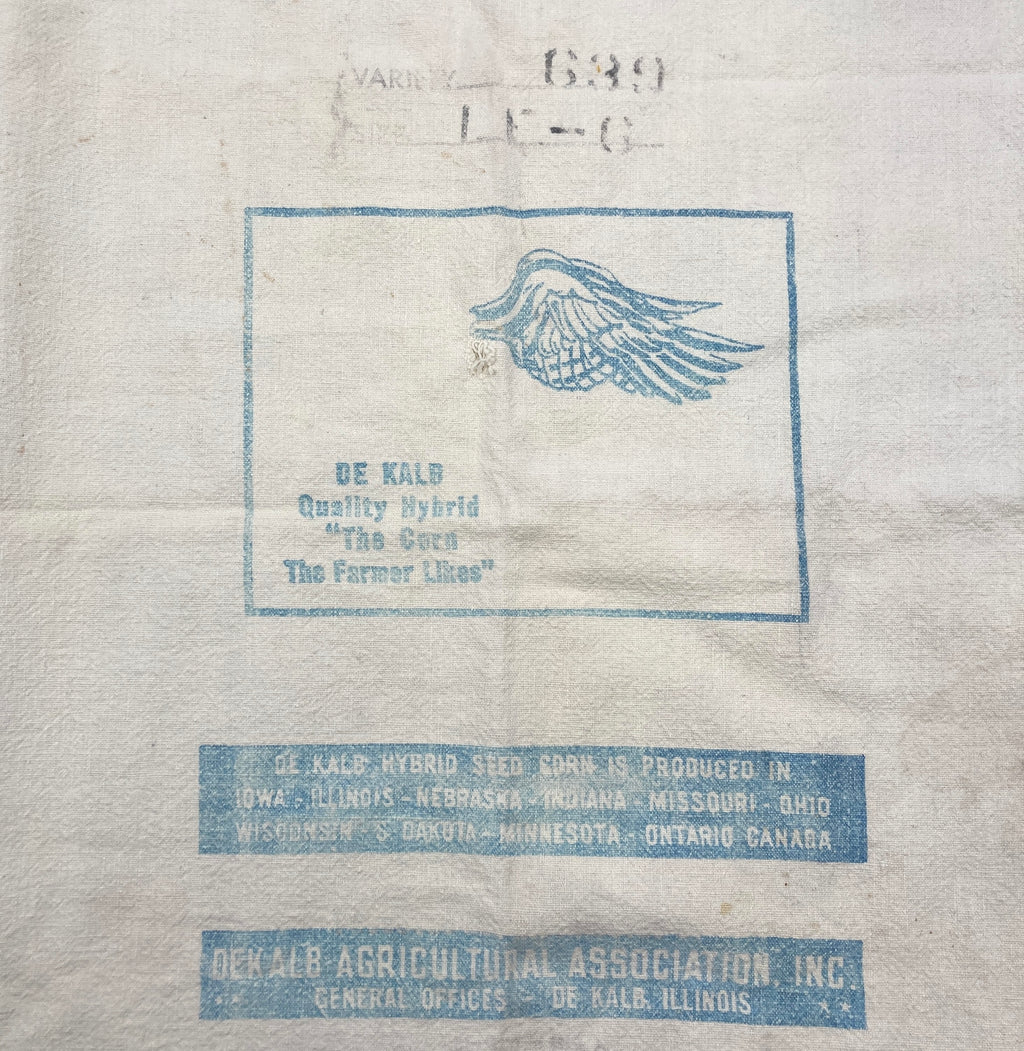 VARIETY 689
DE KALB
Quality Hybrid
"The Corn
The Farmer Likes"
DE KALB HYBRID SEED CORN IS PRODUCED IN
IOWA - ILLINOIS - NEBRASKA - INDIANA - MISSOURI - OHIO
WISCONSIN - S. DAKOTA - MINNESOTA - ONTARIO CANADA
DEKALB AGRICULTURAL ASSOCIATION, INC.
GENERAL OFFICES - DE KALB, ILLINOIS